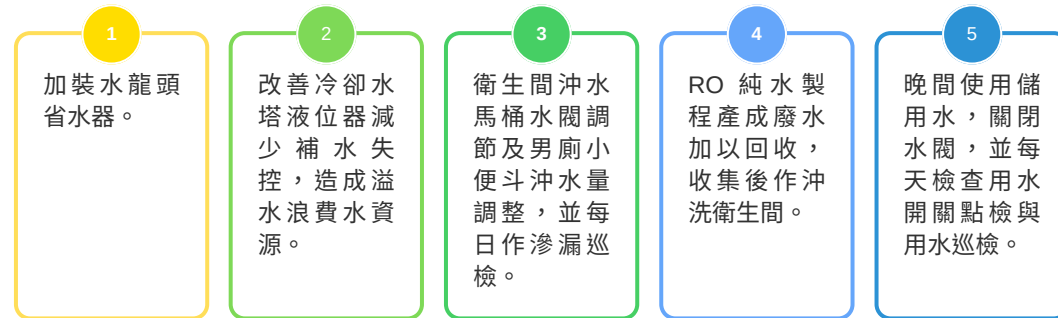 1
加裝水龍頭
省水器。
2
改善冷卻水
塔液位器減
少補水失
控，造成溢
水浪費水資
源。
3
衛生間沖水
馬桶水閥調
節及男廁小
便斗沖水量
調整，並每
日作滲漏巡
檢。
4
RO 純水製
程產成廢水
加以回收，
收集後作沖
洗衛生間。
5
晚間使用儲
用水，關閉
水閥，並每
天檢查用水
開關點檢與
用水巡檢。